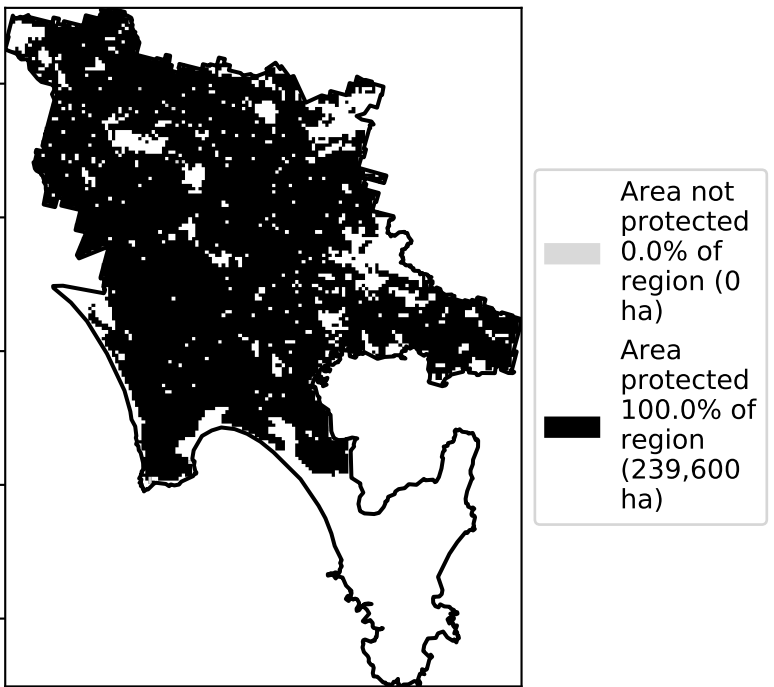 Area not
protected
0.0% of
region (0
ha)
Area
protected
100.0% of
region
(239,600
ha)